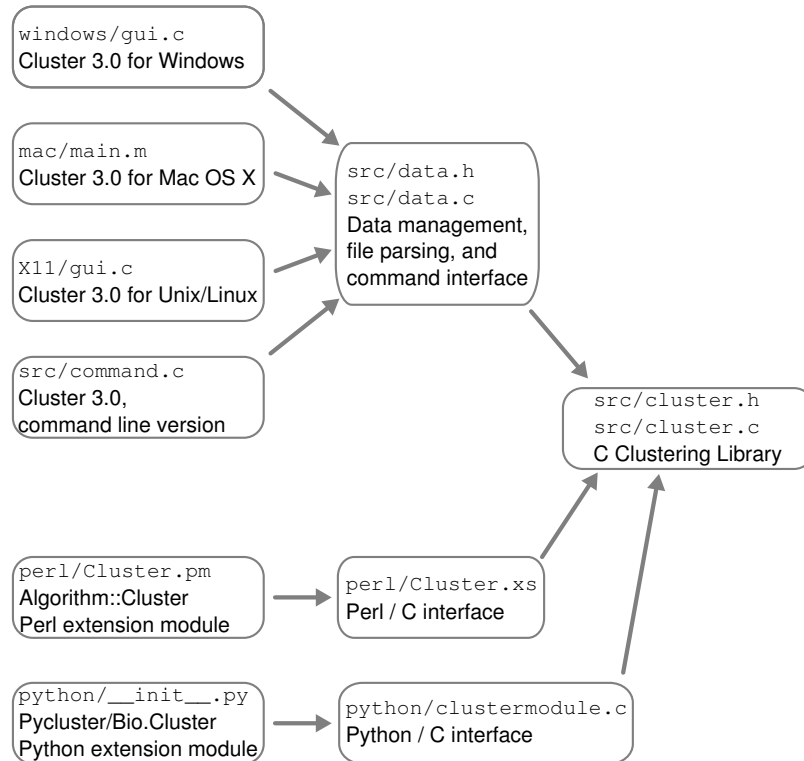 windows/gui.c
Cluster 3.0 for Windows
mac/main.m
Cluster 3.0 for Mac OS X
X11/gui.c
Cluster 3.0 for Unix/Linux
src/command.c
Cluster 3.0,
command line version
src/data.h
src/data.c
Data management,
file parsing, and
command interface
src/cluster.h
src/cluster.c
C Clustering Library
perl/Cluster.pm
Algorithm::Cluster
Perl extension module
perl/Cluster.xs
Perl / C interface
python/__init__.py
Pycluster/Bio.Cluster
Python extension module
python/clustermodule.c
Python / C interface